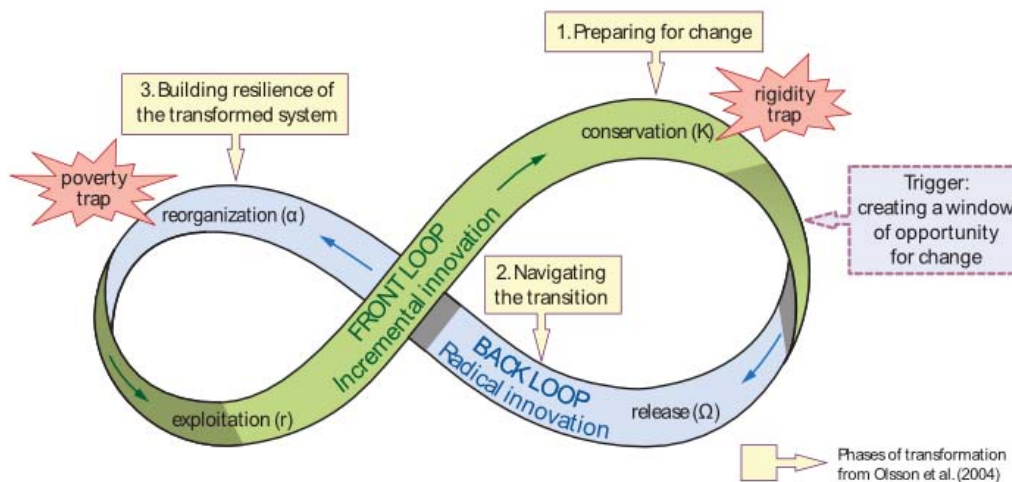 1. Preparing for change
3. Building resilience
of the transformed system
rigidity
trap
conservation (K)
poverty
trap
Trigger:
creating a window
of opportunity
for change
reorganization (α)
2. Navigating
the transition
FRONT LOOP
Incremental innovation
BACK LOOP
Radical innovation
release (Ω)
exploitation (r)
Phases of transformation
from Olsson et al. (2004)